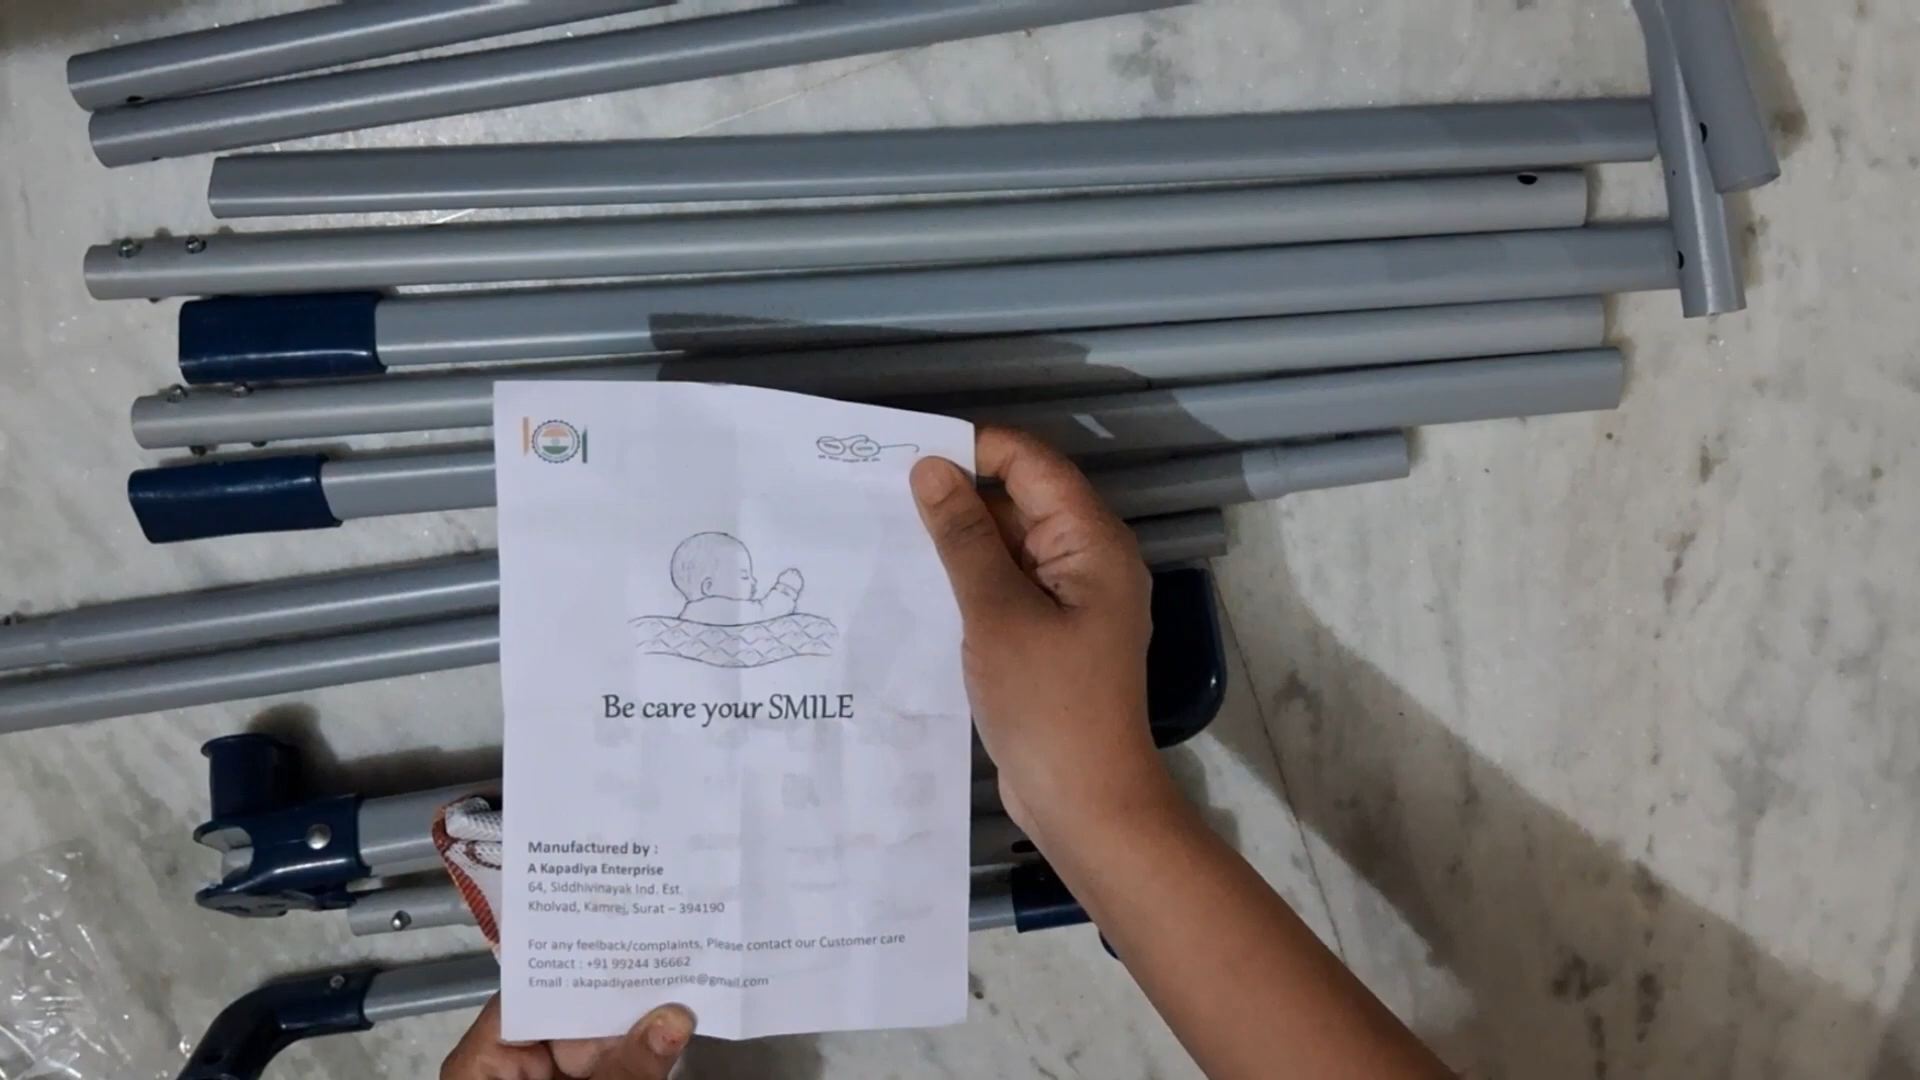 Be care your SMILE
Manufactured by :
A Kapadiya Enterprise
64, Siddhivinayak Ind. Est.
Kholvad, Kamrej, Surat – 394190
For any feelback/complaints, Please contact our Customer care
Contact : +91 99244 36662
Email : akapadiyaenterprise@gmail.com